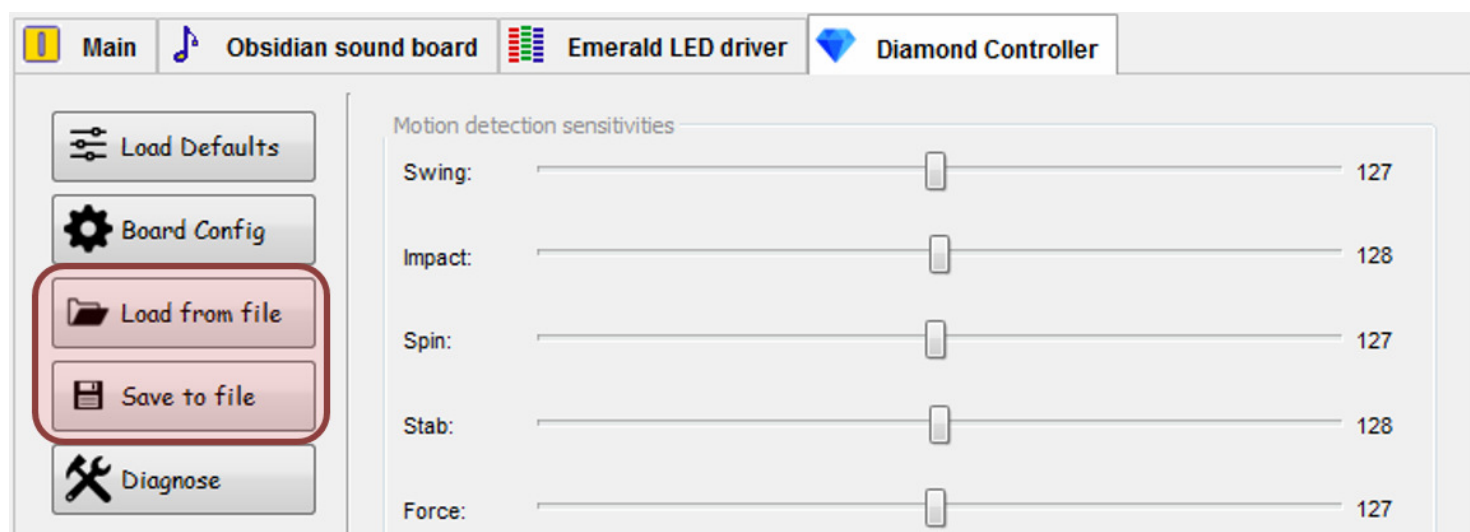 Main
Obsidian sound board
Emerald LED driver
Diamond Controller
Load Defaults
Board Config
Load from file
Save to file
Diagnose
Motion detection sensitivities
Swing: 127
Impact: 128
Spin: 127
Stab: 128
Force: 127